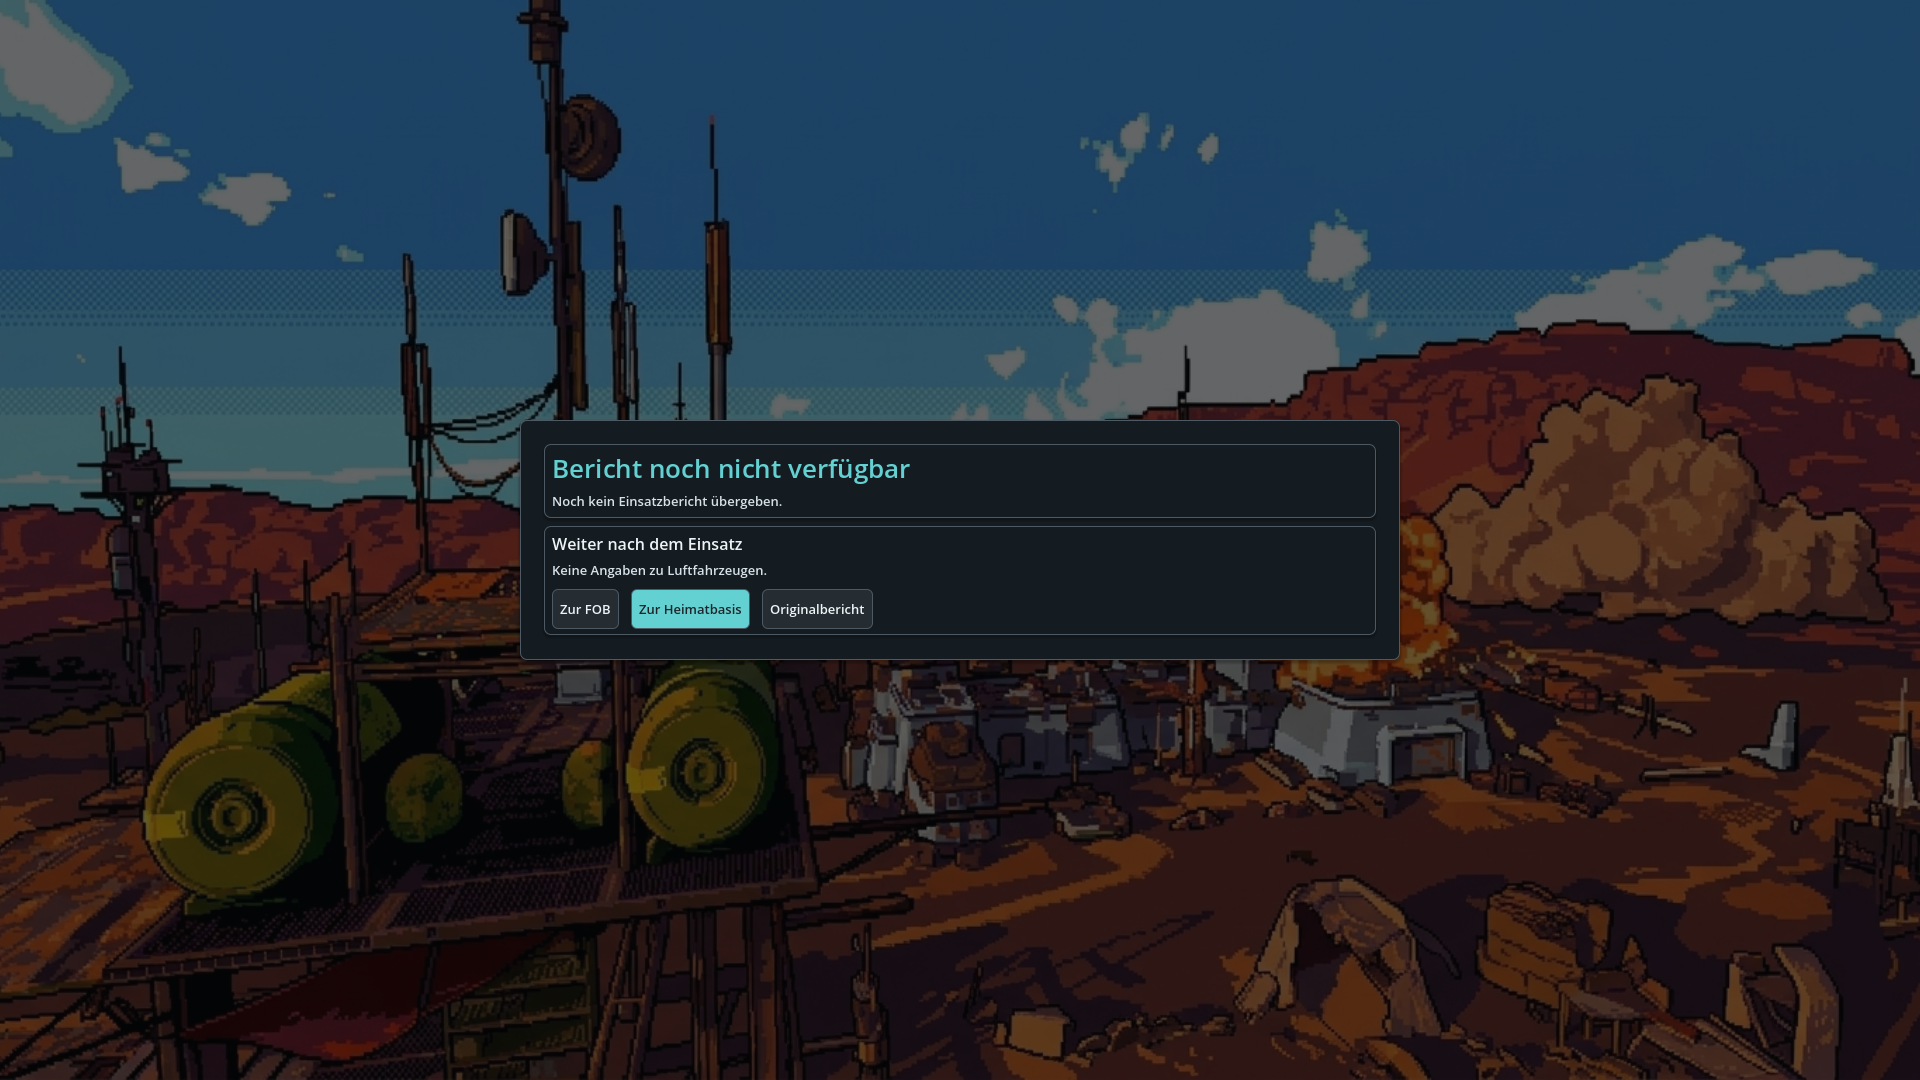 Bericht noch nicht verfügbar
Noch kein Einsatzbericht übergeben.
Weiter nach dem Einsatz
Keine Angaben zu Luftfahrzeugen.
Zur FOB
Zur Heimatbasis
Originalbericht